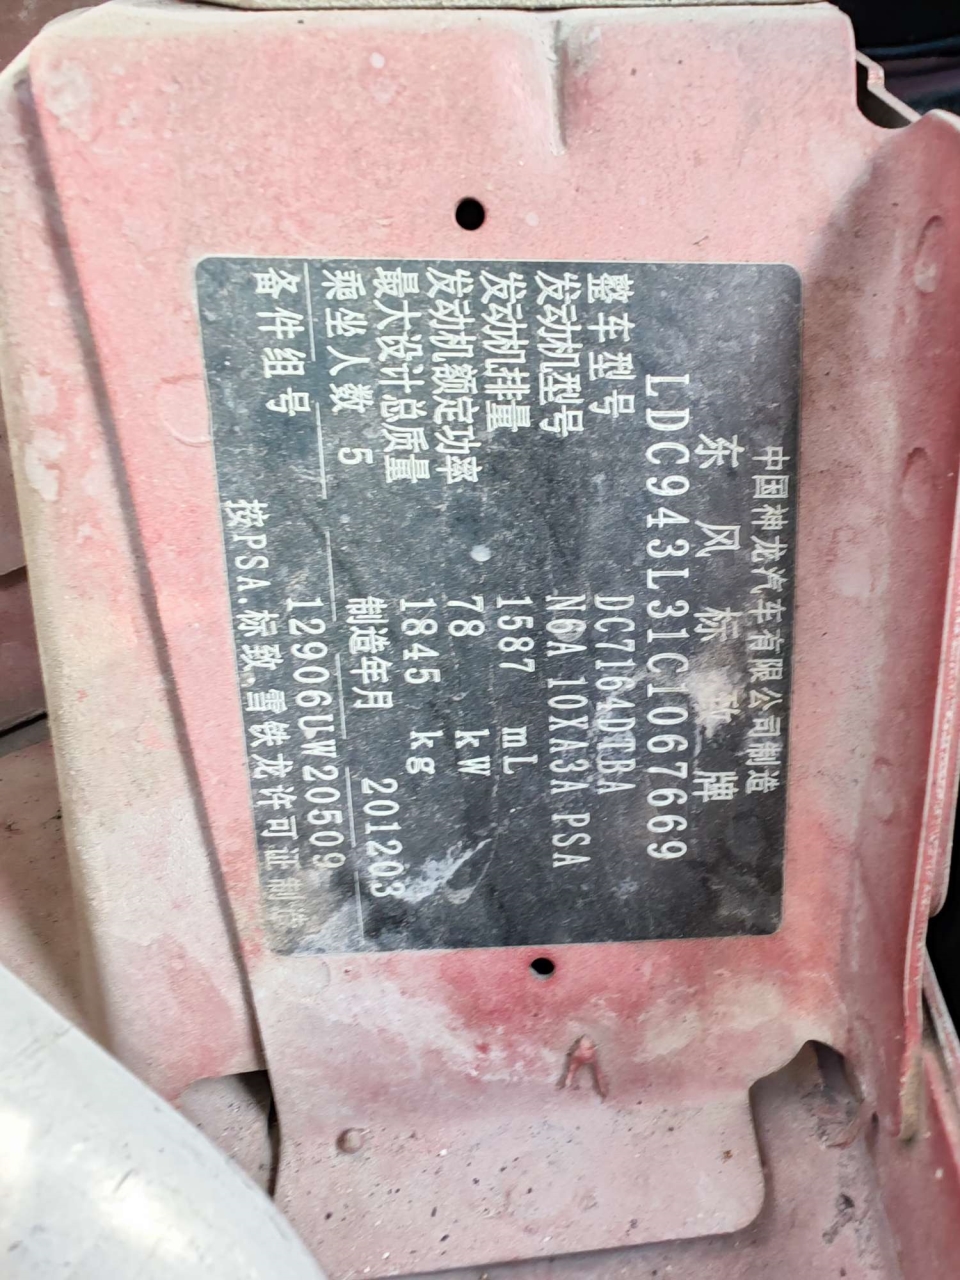 中国神龙汽车有限公司制造
东风标致牌
LDC943L31C1067669
整车型号 DC7164DTBA
发动机型号 N6A 10XA3A PSA
发动机排量 1587 mL
发动机额定功率 78 kW
最大设计总质量 1845 kg
乘坐人数 5 制造年月 201203
备件组号 12906UW20509
按PSA 标致.雪铁龙许可证制造